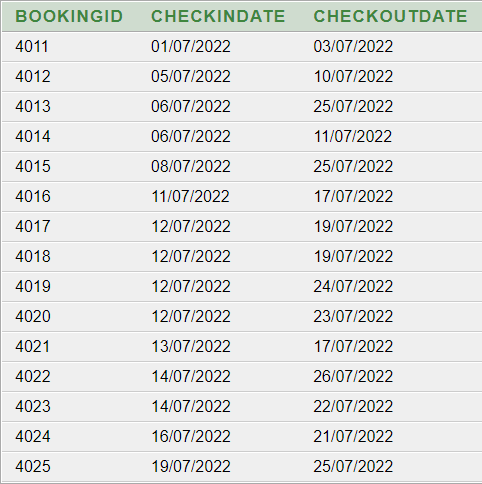 BOOKINGID CHECKINDATE CHECKOUTDATE
4011 01/07/2022 03/07/2022
4012 05/07/2022 10/07/2022
4013 06/07/2022 25/07/2022
4014 06/07/2022 11/07/2022
4015 08/07/2022 25/07/2022
4016 11/07/2022 17/07/2022
4017 12/07/2022 19/07/2022
4018 12/07/2022 19/07/2022
4019 12/07/2022 24/07/2022
4020 12/07/2022 23/07/2022
4021 13/07/2022 17/07/2022
4022 14/07/2022 26/07/2022
4023 14/07/2022 22/07/2022
4024 16/07/2022 21/07/2022
4025 19/07/2022 25/07/2022